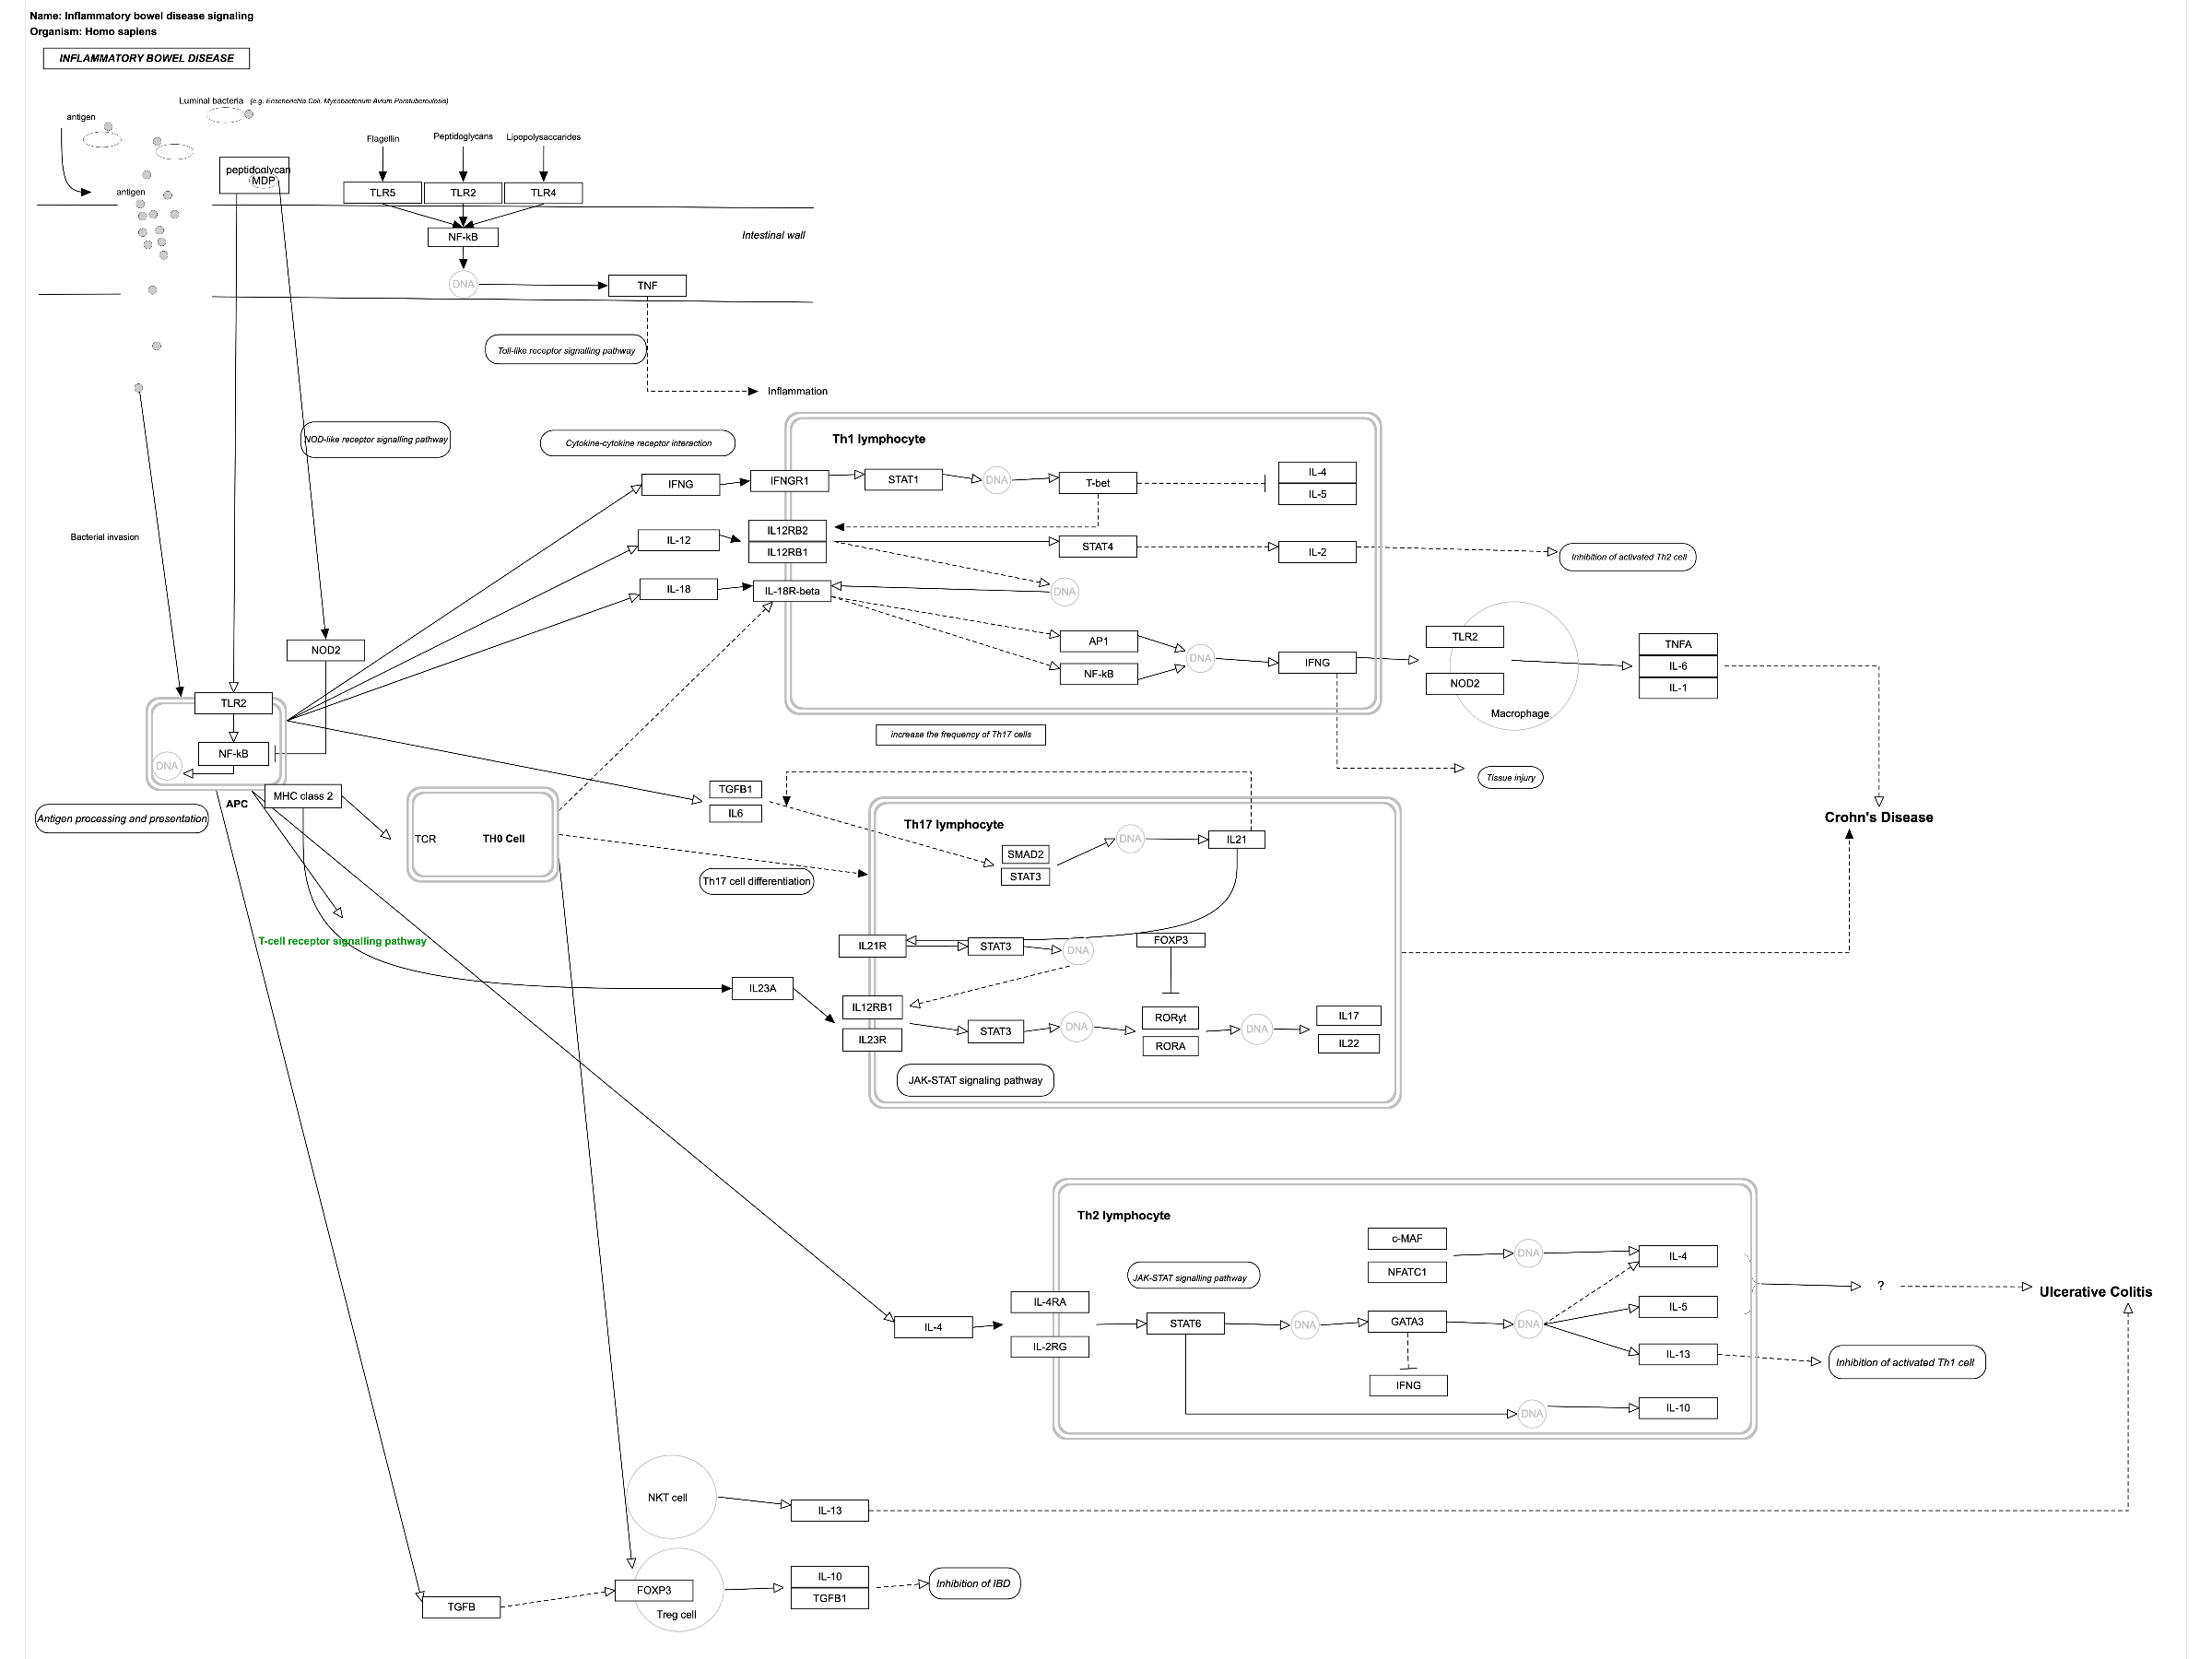 Name: Inflammatory bowel disease signaling
Organism: Homo sapiens
INFLAMMATORY BOWEL DISEASE
Luminal bacteria (e.g. Enscherichia Coli, Mycobacterium Avium Paratuberculosis)
antigen
Flagellin
Peptidoglycans
Lipopolysaccarides
peptidoglycan
MDP
antigen
TLR5
TLR2
TLR4
NF-kB
Intestinal wall
DNA
TNF
Toll-like receptor signalling pathway
Inflammation
NOD-like receptor signalling pathway
Cytokine-cytokine receptor interaction
Th1 lymphocyte
IFNG
IFNGR1
STAT1
DNA
T-bet
IL-4
IL-5
Bacterial invasion
IL-12
IL12RB2
IL12RB1
STAT4
IL-2
Inhibition of activated Th2 cell
IL-18
IL-18R-beta
DNA
AP1
NF-kB
DNA
IFNG
TLR2
NOD2
Macrophage
TNFA
IL-6
IL-1
NOD2
TLR2
NF-kB
DNA
increase the frequency of Th17 cells
Tissue injury
MHC class 2
APC
Antigen processing and presentation
TCR
TH0 Cell
TGFB1
IL6
Crohn's Disease
Th17 lymphocyte
SMAD2
STAT3
DNA
IL21
Th17 cell differentiation
T-cell receptor signalling pathway
IL21R
STAT3
DNA
FOXP3
IL23A
IL12RB1
IL23R
STAT3
DNA
RORyt
RORA
DNA
IL17
IL22
JAK-STAT signaling pathway
Th2 lymphocyte
c-MAF
NFATC1
DNA
IL-4
JAK-STAT signalling pathway
?
Ulcerative Colitis
IL-4
IL-4RA
IL-2RG
STAT6
DNA
GATA3
DNA
IL-5
IL-13
Inhibition of activated Th1 cell
IFNG
DNA
IL-10
NKT cell
IL-13
TGFB
FOXP3
Treg cell
IL-10
TGFB1
Inhibition of IBD